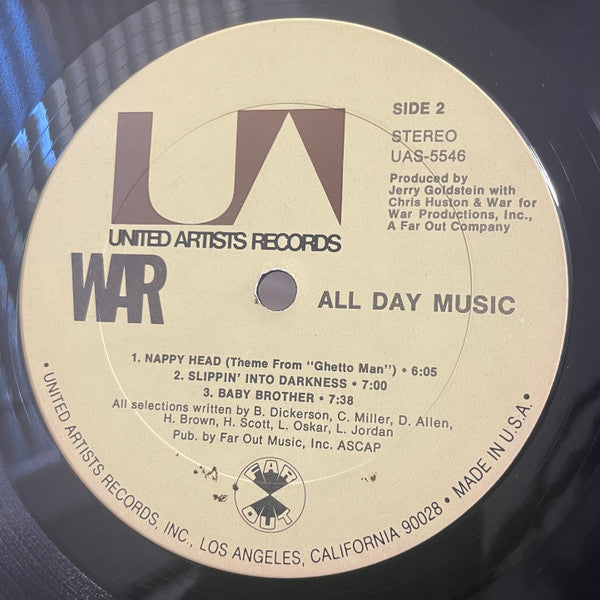 UA
SIDE 2
STEREO
UAS-5546
Produced by
Jerry Goldstein with
Chris Huston & War for
War Productions, Inc.,
A Far Out Company
UNITED ARTISTS RECORDS
WAR
ALL DAY MUSIC
1. NAPPY HEAD (Theme From "Ghetto Man") • 6:05
2. SLIPPIN' INTO DARKNESS • 7:00
3. BABY BROTHER • 7:38
All selections written by B. Dickerson, C. Miller, D. Allen,
H. Brown, H. Scott, L. Oskar, L. Jordan
Pub. by Far Out Music, Inc. ASCAP
FAR
OUT
• UNITED ARTISTS RECORDS, INC., LOS ANGELES, CALIFORNIA 90028 • MADE IN U.S.A. •